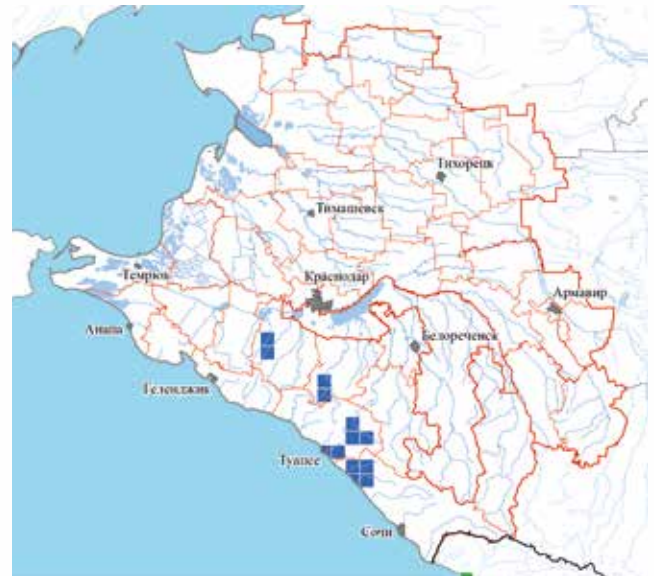 Тихорецк
Тимашевск
Темрюк
Краснодар
Армавир
Анапа
Белореченск
Геленджик
Туапсе
Сочи